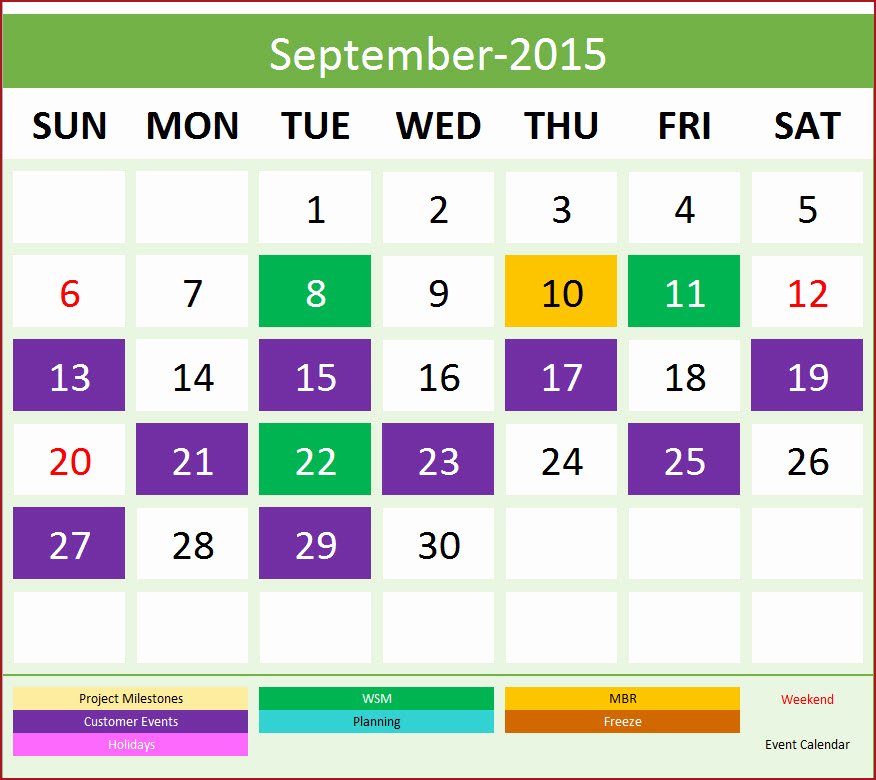 September-2015
SUN MON TUE WED THU FRI SAT
1 2 3 4 5
6 7 8 9 10 11 12
13 14 15 16 17 18 19
20 21 22 23 24 25 26
27 28 29 30
Project Milestones WSM MBR Weekend
Customer Events Planning Freeze
Holidays Event Calendar